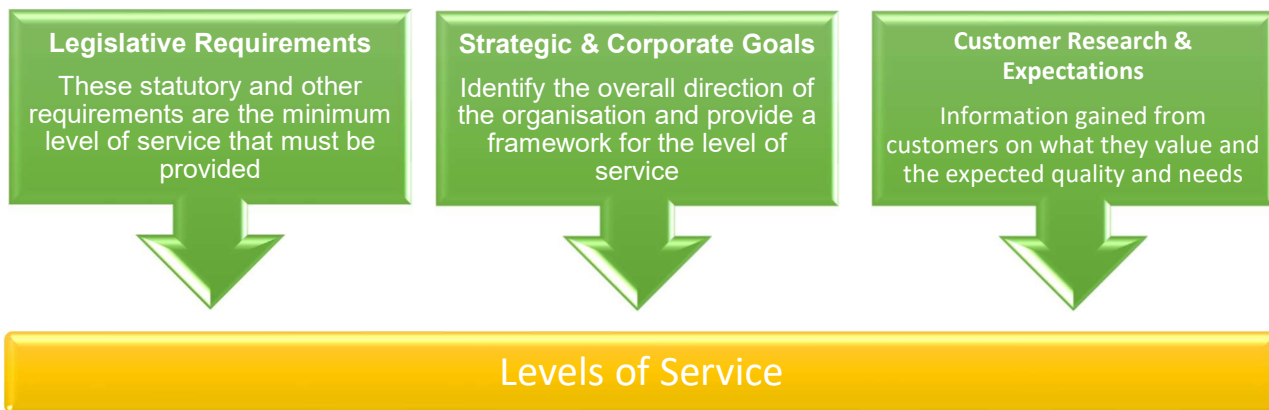 Legislative Requirements
These statutory and other
requirements are the minimum
level of service that must be
provided
Strategic & Corporate Goals
Identify the overall direction of
the organisation and provide a
framework for the level of
service
Customer Research &
Expectations
Information gained from
customers on what they value and
the expected quality and needs
Levels of Service